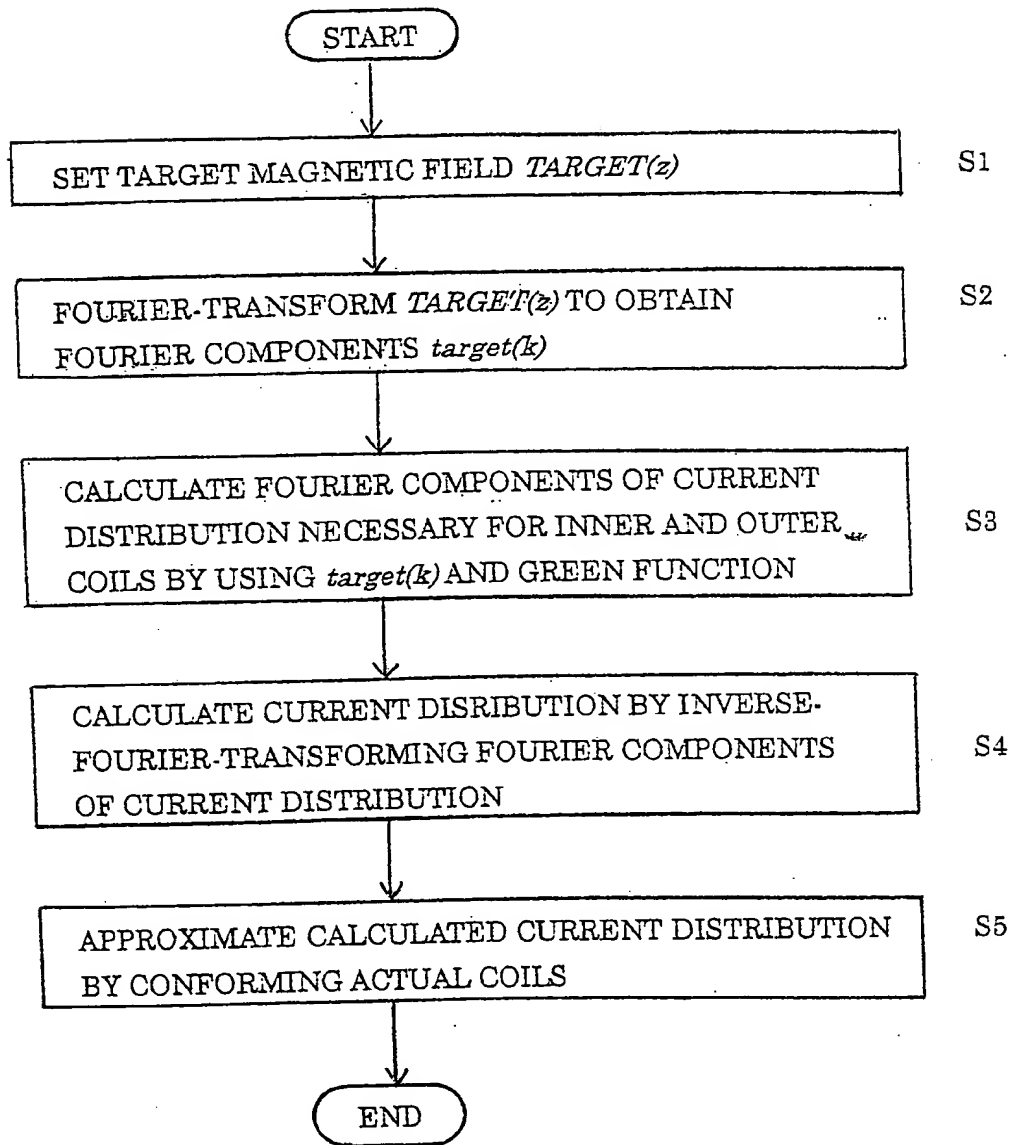 START
SET TARGET MAGNETIC FIELD TARGET(z)
S1
FOURIER-TRANSFORM TARGET(z) TO OBTAIN
FOURIER COMPONENTS target(k)
S2
CALCULATE FOURIER COMPONENTS OF CURRENT
DISTRIBUTION NECESSARY FOR INNER AND OUTER
COILS BY USING target(k) AND GREEN FUNCTION
S3
CALCULATE CURRENT DISRIBUTION BY INVERSE-
FOURIER-TRANSFORMING FOURIER COMPONENTS
OF CURRENT DISTRIBUTION
S4
APPROXIMATE CALCULATED CURRENT DISTRIBUTION
BY CONFORMING ACTUAL COILS
S5
END